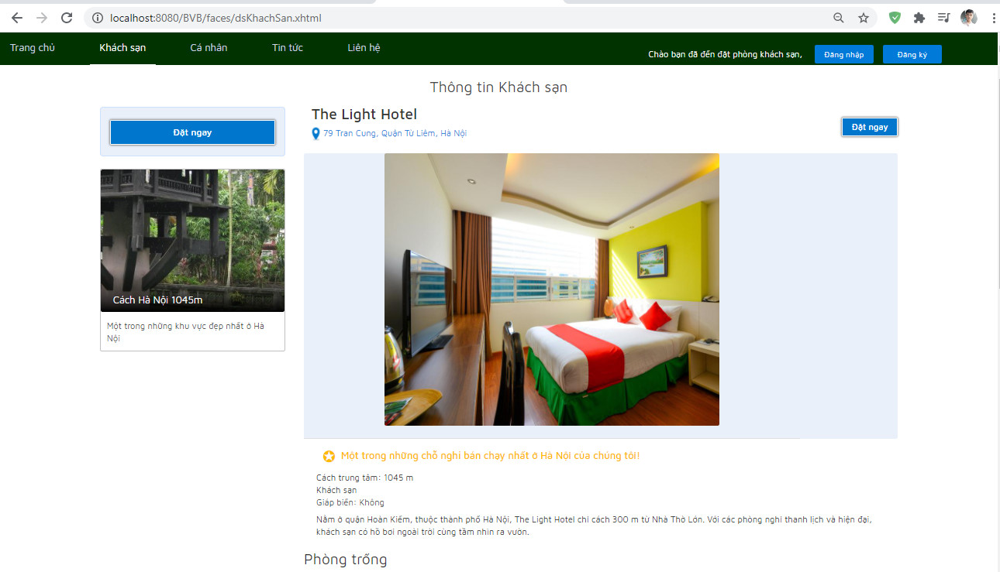 localhost:8080/BVB/faces/dsKhachSan.xhtml
Trang chủ Khách sạn Cá nhân Tin tức Liên hệ Chào bạn đã đến đặt phòng khách sạn, Đăng nhập Đăng ký
Thông tin Khách sạn
Đặt ngay
Cách Hà Nội 1045m
Một trong những khu vực đẹp nhất ở Hà
Nội
The Light Hotel
79 Tran Cung, Quận Từ Liêm, Hà Nội
Đặt ngay
Một trong những chỗ nghỉ bán chạy nhất ở Hà Nội của chúng tôi!
Cách trung tâm: 1045 m
Khách sạn
Giáp biển: Không
Nằm ở quận Hoàn Kiếm, thuộc thành phố Hà Nội, The Light Hotel chỉ cách 300 m từ Nhà Thờ Lớn. Với các phòng nghỉ thanh lịch và hiện đại,
khách sạn có hồ bơi ngoài trời cùng tầm nhìn ra vườn.
Phòng trống